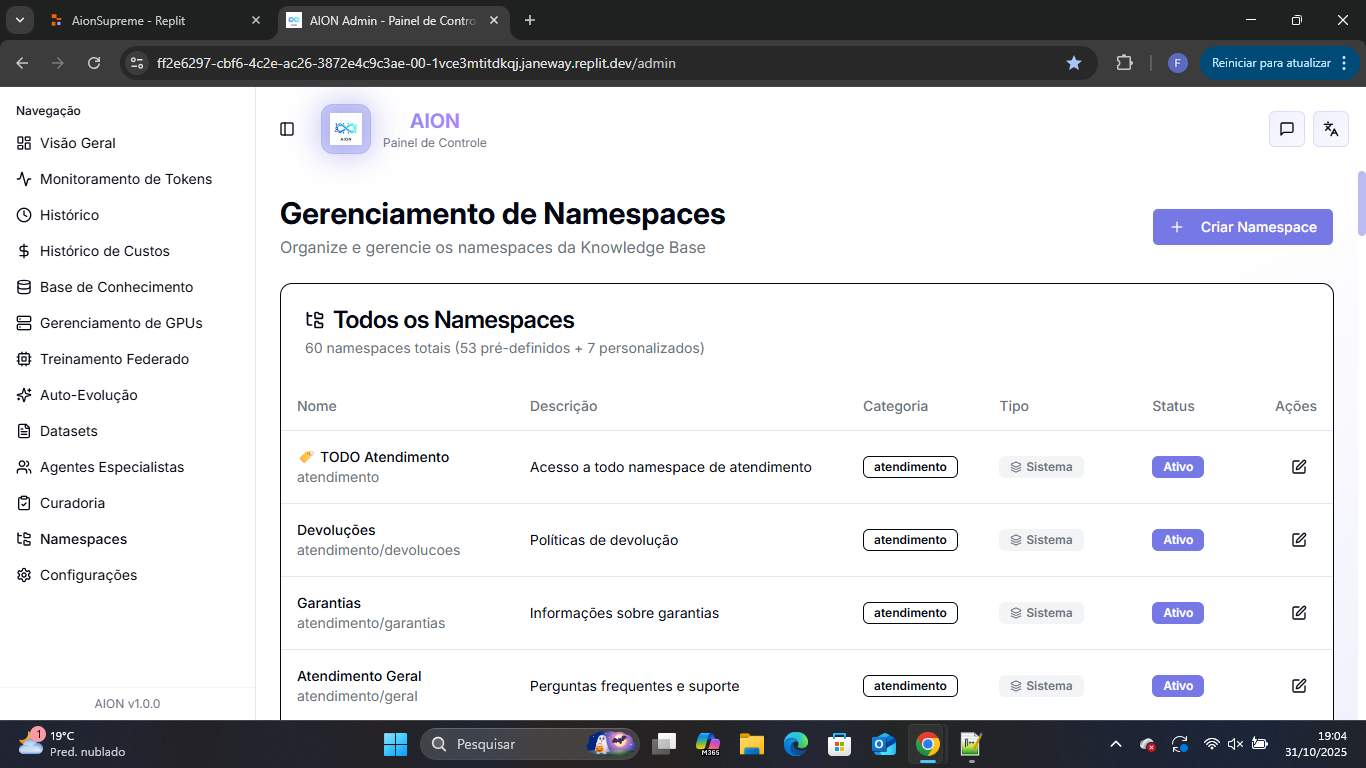 AionSupreme - Replit
AION Admin - Painel de Contro
ff2e6297-cbf6-4c2e-ac26-3872e4c9c3ae-00-1vce3mtitdkqj.janeway.replit.dev/admin
F
Reiniciar para atualizar
Navegação
Visão Geral
Monitoramento de Tokens
Histórico
Histórico de Custos
Base de Conhecimento
Gerenciamento de GPUs
Treinamento Federado
Auto-Evolução
Datasets
Agentes Especialistas
Curadoria
Namespaces
Configurações
AION v1.0.0
AION
AION
Painel de Controle
Gerenciamento de Namespaces
Organize e gerencie os namespaces da Knowledge Base
Criar Namespace
Todos os Namespaces
60 namespaces totais (53 pré-definidos + 7 personalizados)
Nome Descrição Categoria Tipo Status Ações
TODO Atendimento
atendimento
Acesso a todo namespace de atendimento
atendimento
Sistema
Ativo
Devoluções
atendimento/devolucoes
Políticas de devolução
atendimento
Sistema
Ativo
Garantias
atendimento/garantias
Informações sobre garantias
atendimento
Sistema
Ativo
Atendimento Geral
atendimento/geral
Perguntas frequentes e suporte
atendimento
Sistema
Ativo
1
19°C
Pred. nublado
Pesquisar
M365
19:04
31/10/2025